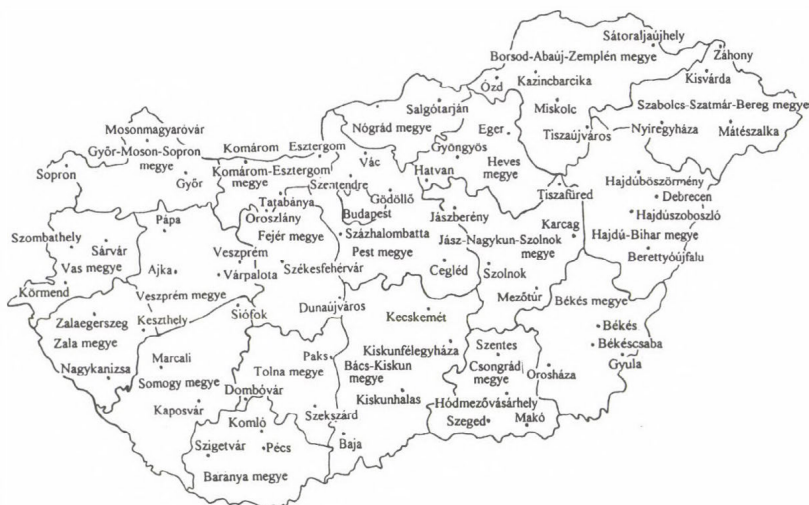 Sátoraljaújhely
Borsod-Abaúj-Zemplén megye
Záhony
Ózd
Kazincbarcika
Kisvárda
Salgótarján
Miskolc
Szabolcs-Szatmár-Bereg megye
Nógrád megye
Eger
Tiszaújváros
Nyíregyháza
Mátészalka
Mosonmagyaróvár
Győr-Moson-Sopron
megye
Komárom
Esztergom
Gyöngyös
Vác
Heves
megye
Sopron
Győr
Komárom-Esztergom
megye
Hatvan
Szentendre
Tiszafüred
Hajdúböszörmény
Tatabánya
Gödöllő
Debrecen
Oroszlány
Budapest
Jászberény
Hajdúszoboszló
Pápa
Fejér megye
Százhalombatta
Karcag
Hajdú-Bihar megye
Szombathely
Sárvár
Veszprém
Pest megye
Jász-Nagykun-Szolnok
megye
Berettyóújfalu
Vas megye
Ajka
Várpalota
Székesfehérvár
Cegléd
Szolnok
Körmend
Veszprém megye
Mezőtúr
Békés megye
Zalaegerszeg
Keszthely
Siófok
Dunaújváros
Kecskemét
Zala megye
Békés
Szentes
Békéscsaba
Marcali
Paks
Kiskunfélegyháza
Csongrád
megye
Gyula
Nagykanizsa
Somogy megye
Tolna megye
Bács-Kiskun
megye
Orosháza
Dombóvár
Kiskunhalas
Hódmezővásárhely
Kaposvár
Szekszárd
Szeged
Makó
Komló
Szigetvár
Pécs
Baja
Baranya megye